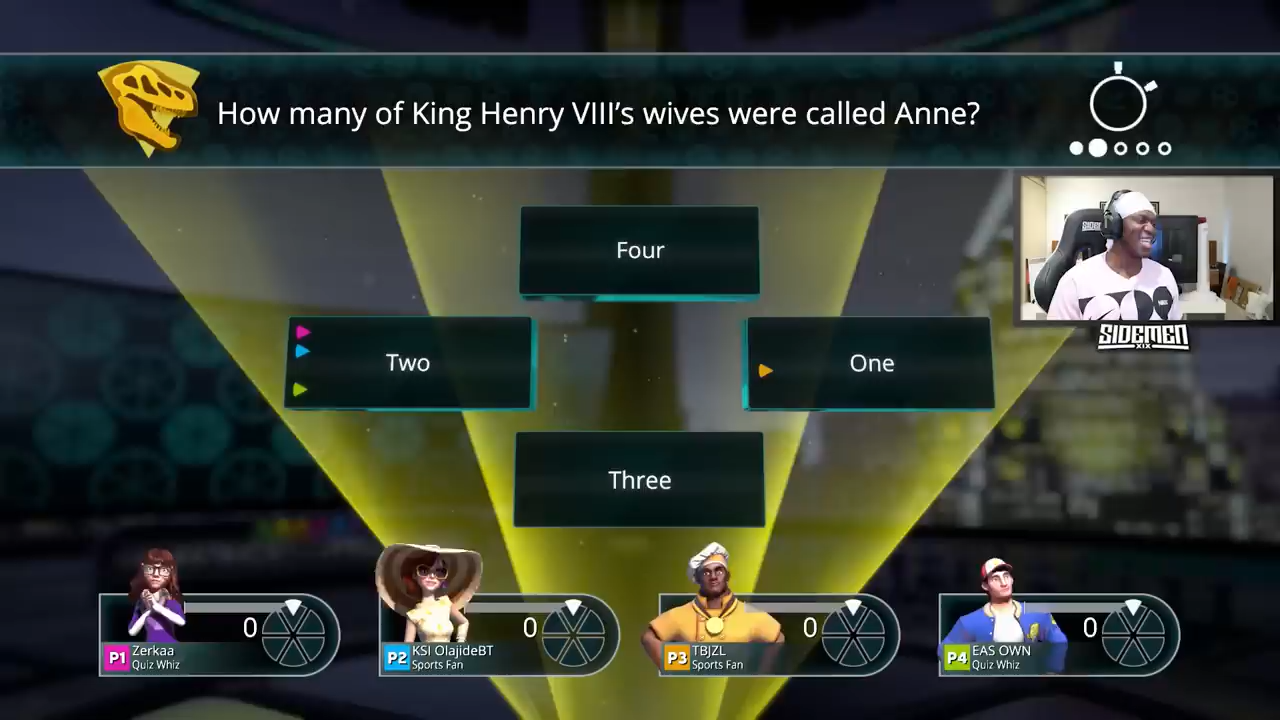 How many of King Henry VIII's wives were called Anne?
Four
Two
One
Three
SIDEMEN
XIX
0
P1 Zerkaa
Quiz Whiz
0
P2 KSI OlajideBT
Sports Fan
0
P3 TBJZL
Sports Fan
0
P4 EAS OWN
Quiz Whiz